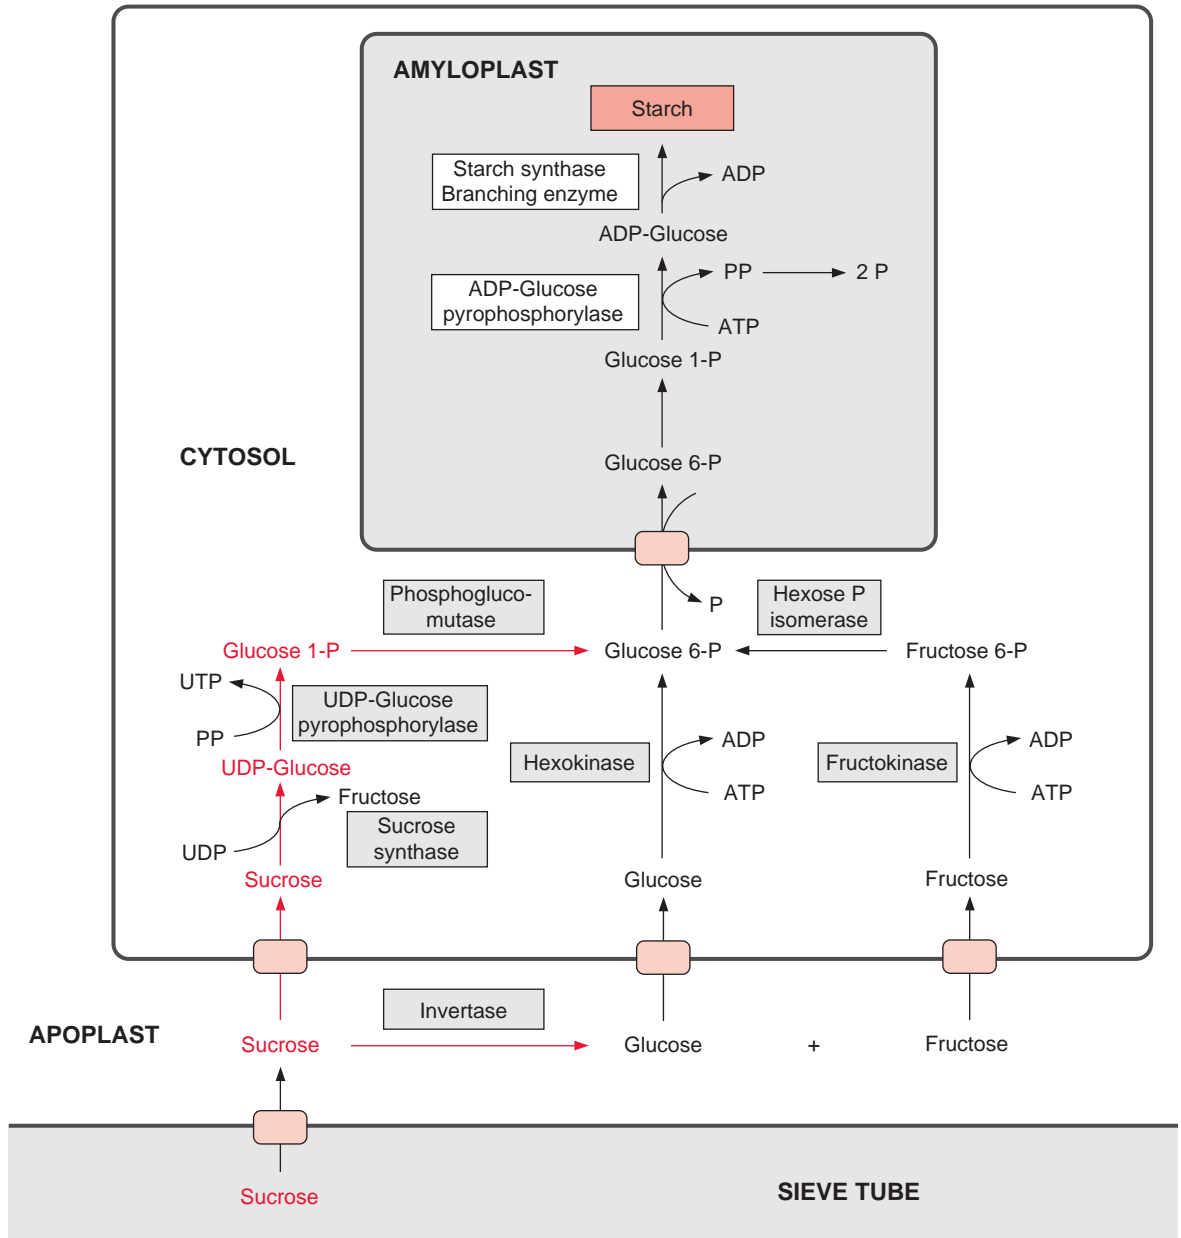 AMYLOPLAST
Starch
Starch synthase
Branching enzyme
ADP
ADP-Glucose
ADP-Glucose
pyrophosphorylase
PP
2 P
ATP
Glucose 1-P
CYTOSOL
Glucose 6-P
Phosphogluco-
mutase
P
Hexose P
isomerase
Glucose 1-P
Glucose 6-P
Fructose 6-P
UTP
UDP-Glucose
pyrophosphorylase
PP
ADP
Hexokinase
ATP
ADP
Fructokinase
ATP
UDP-Glucose
Fructose
Sucrose
synthase
UDP
Sucrose
Glucose
Fructose
Invertase
APOPLAST
Sucrose
Glucose
+
Fructose
Sucrose
SIEVE TUBE